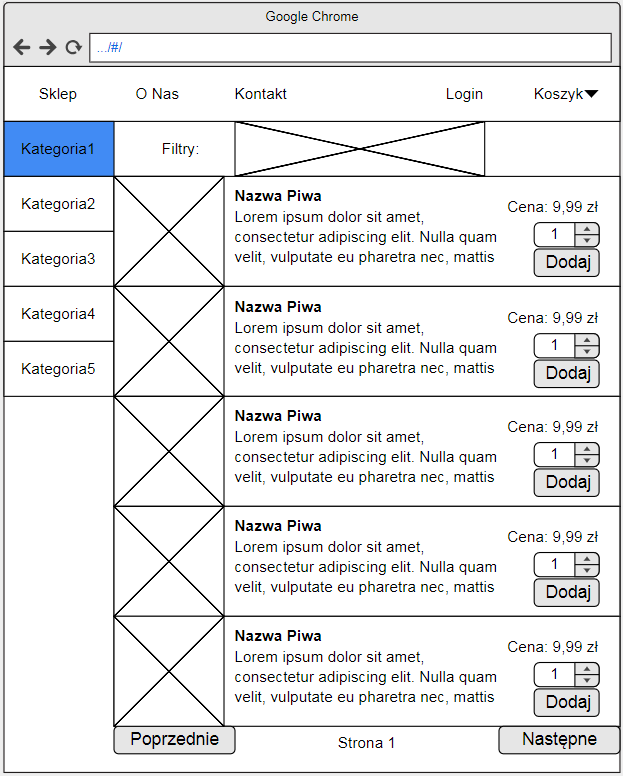 Google Chrome
.../#/
Sklep O Nas Kontakt Login Koszyk
Kategoria1 Filtry:
Kategoria2
Kategoria3
Kategoria4
Kategoria5
Nazwa Piwa
Lorem ipsum dolor sit amet,
consectetur adipiscing elit. Nulla quam
velit, vulputate eu pharetra nec, mattis
Cena: 9,99 zł
1
Dodaj
Nazwa Piwa
Lorem ipsum dolor sit amet,
consectetur adipiscing elit. Nulla quam
velit, vulputate eu pharetra nec, mattis
Cena: 9,99 zł
1
Dodaj
Nazwa Piwa
Lorem ipsum dolor sit amet,
consectetur adipiscing elit. Nulla quam
velit, vulputate eu pharetra nec, mattis
Cena: 9,99 zł
1
Dodaj
Nazwa Piwa
Lorem ipsum dolor sit amet,
consectetur adipiscing elit. Nulla quam
velit, vulputate eu pharetra nec, mattis
Cena: 9,99 zł
1
Dodaj
Nazwa Piwa
Lorem ipsum dolor sit amet,
consectetur adipiscing elit. Nulla quam
velit, vulputate eu pharetra nec, mattis
Cena: 9,99 zł
1
Dodaj
Poprzednie Strona 1 Następne